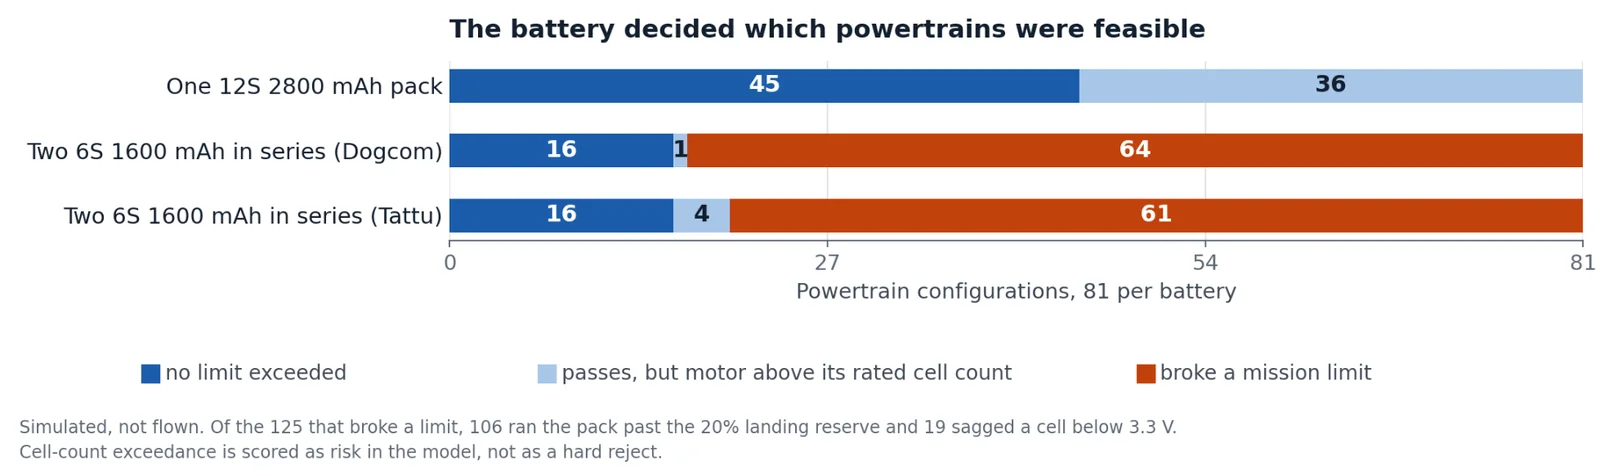 The battery decided which powertrains were feasible
One 12S 2800 mAh pack
45
36
Two 6S 1600 mAh in series (Dogcom)
16
1
64
Two 6S 1600 mAh in series (Tattu)
16
4
61
0
27
54
81
Powertrain configurations, 81 per battery
no limit exceeded
passes, but motor above its rated cell count
broke a mission limit
Simulated, not flown. Of the 125 that broke a limit, 106 ran the pack past the 20% landing reserve and 19 sagged a cell below 3.3 V.
Cell-count exceedance is scored as risk in the model, not as a hard reject.